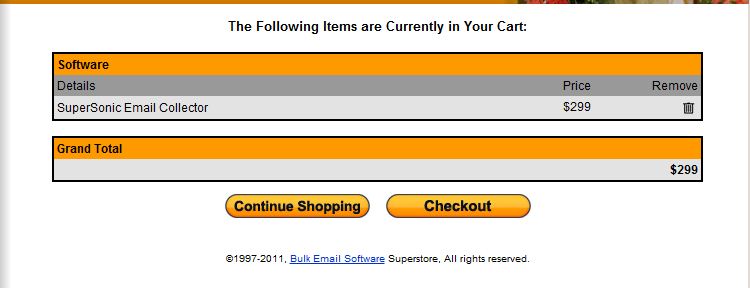 The Following Items are Currently in Your Cart:
Software
Details Price Remove
SuperSonic Email Collector $299
Grand Total
$299
Continue Shopping Checkout
©1997-2011, Bulk Email Software Superstore, All rights reserved.